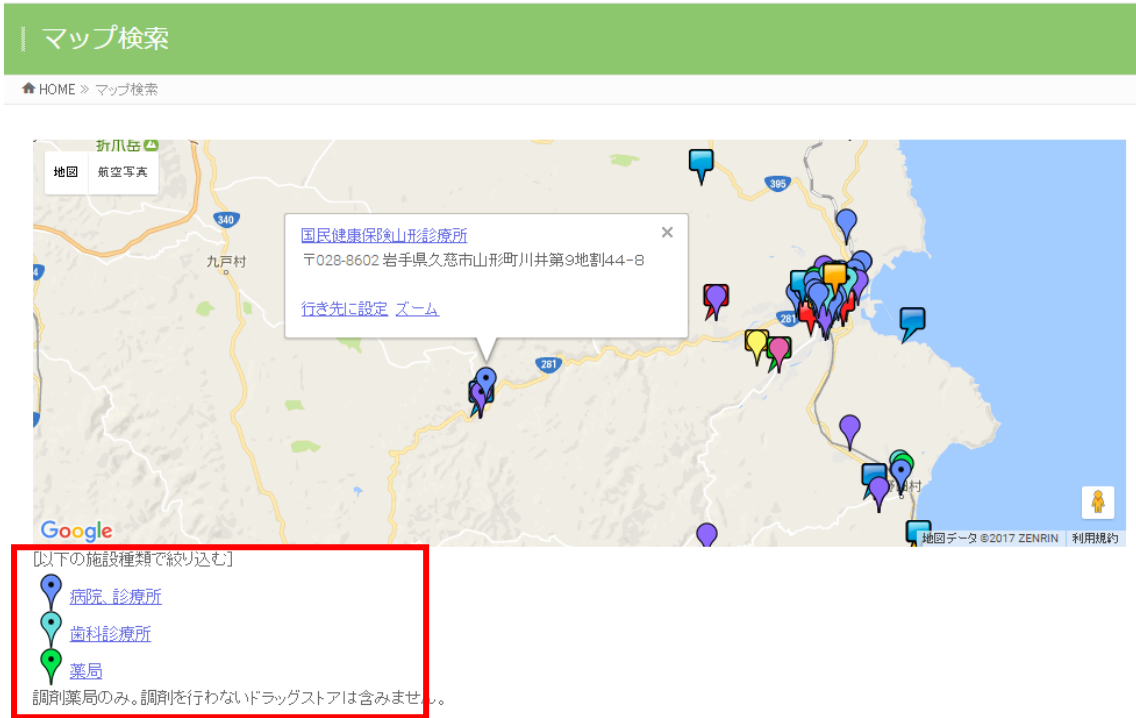 マップ検索
HOME » マップ検索
折爪岳
地図 航空写真
395
340
国民健康保険山形診療所 ×
〒028-8602 岩手県久慈市山形町川井第9地割44-8
九戸村
行き先に設定 ズーム
281
281
4
村
Google
地図データ ©2017 ZENRIN 利用規約
[以下の施設種類で絞り込む]
病院、診療所
歯科診療所
薬局
調剤薬局のみ。調剤を行わないドラッグストアは含みません。